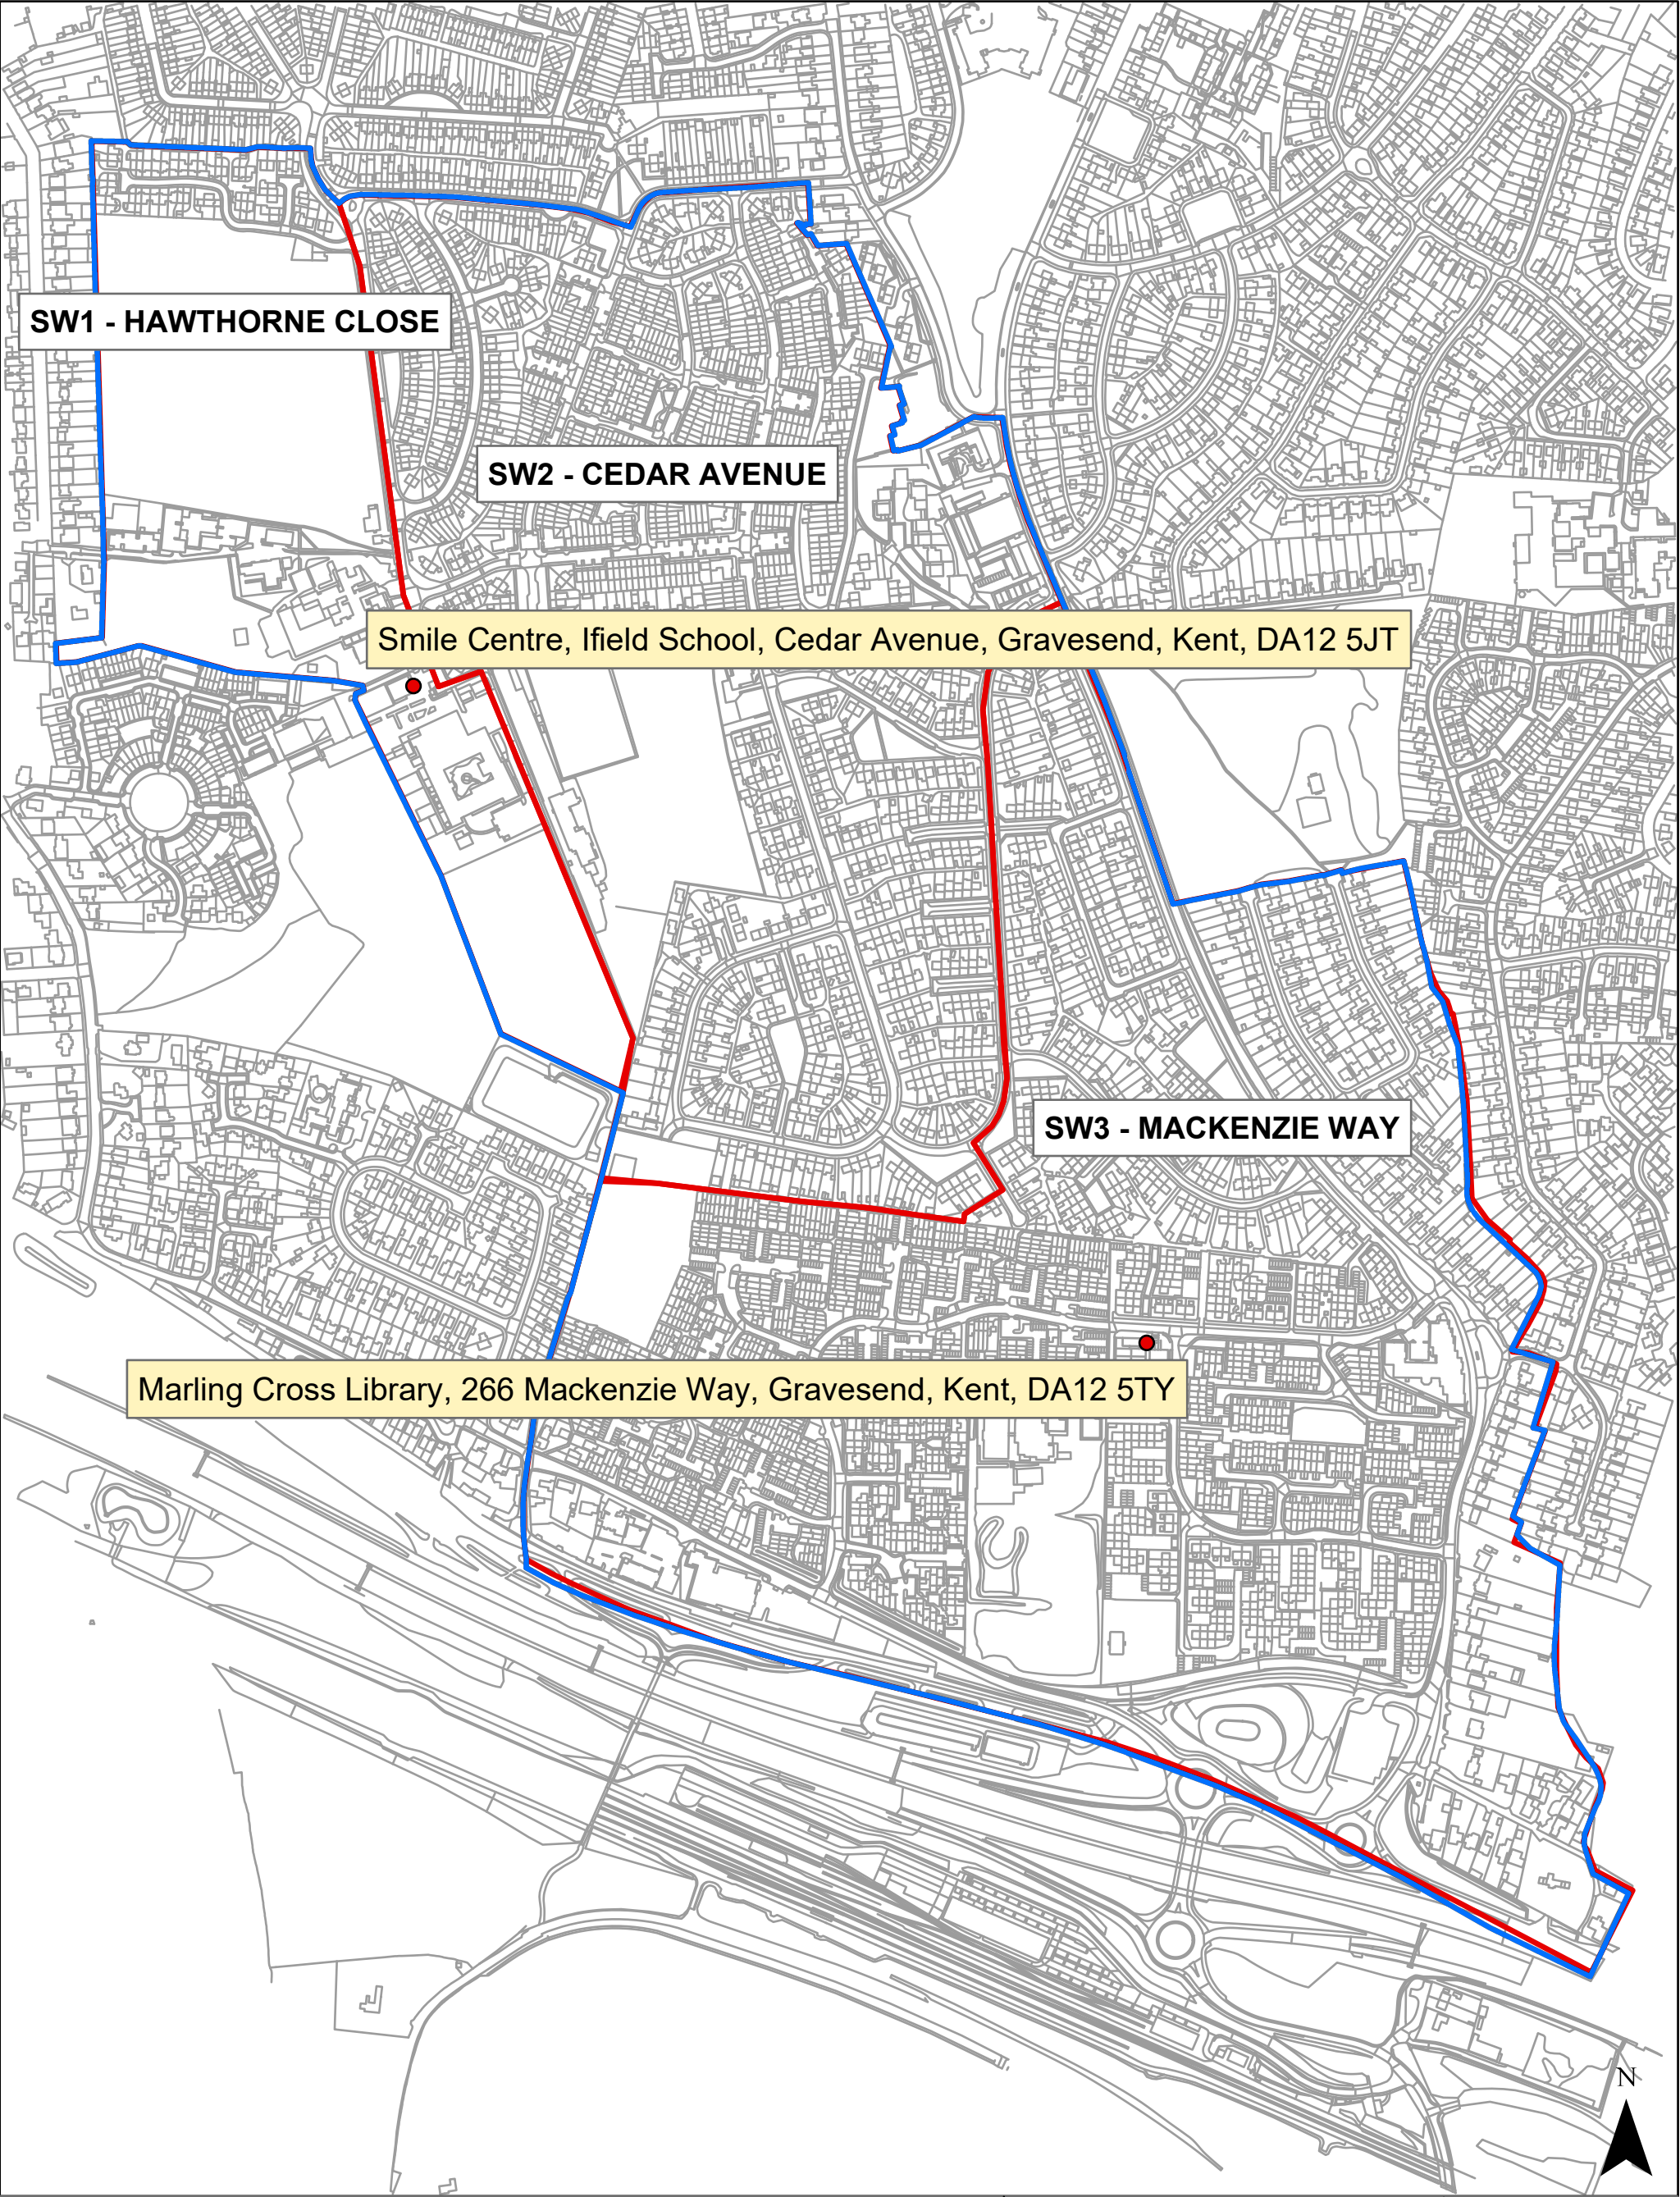 SW1 - HAWTHORNE CLOSE
SW2 - CEDAR AVENUE
Smile Centre, Ifield School, Cedar Avenue, Gravesend, Kent, DA12 5JT
SW3 - MACKENZIE WAY
Marling Cross Library, 266 Mackenzie Way, Gravesend, Kent, DA12 5TY
N